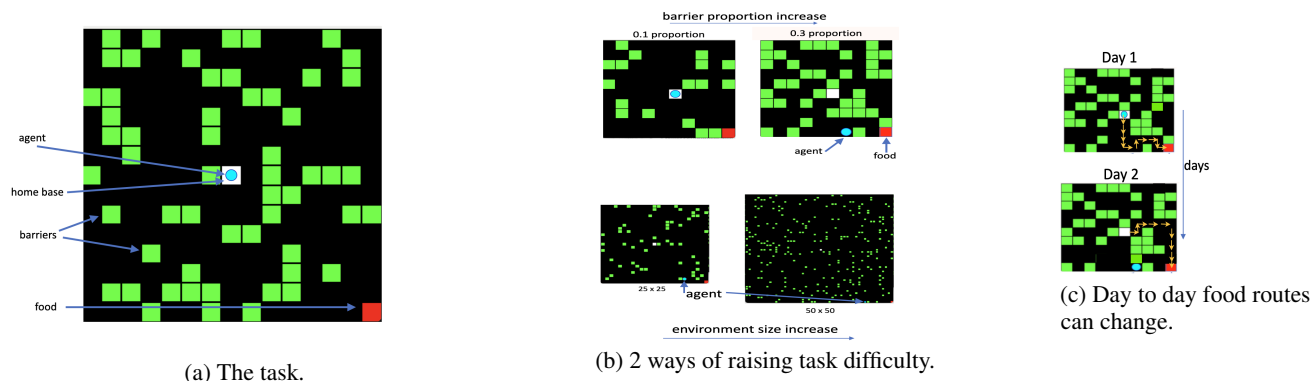 agent
home base
barriers
food
(a) The task.
barrier proportion increase
0.1 proportion
0.3 proportion
agent
food
25 x 25
agent
50 x 50
environment size increase
(b) 2 ways of raising task difficulty.
Day 1
days
Day 2
(c) Day to day food routes
can change.